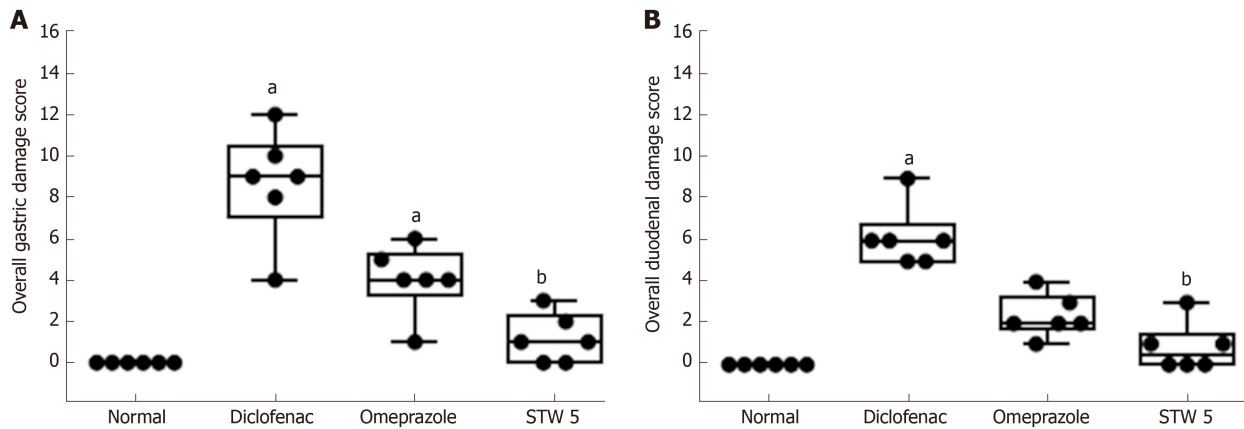 A
Overall gastric damage score
16
14
12
10
8
6
4
2
0
a
a
b
Normal Diclofenac Omeprazole STW 5
B
Overall duodenal damage score
16
14
12
10
8
6
4
2
0
a
b
Normal Diclofenac Omeprazole STW 5